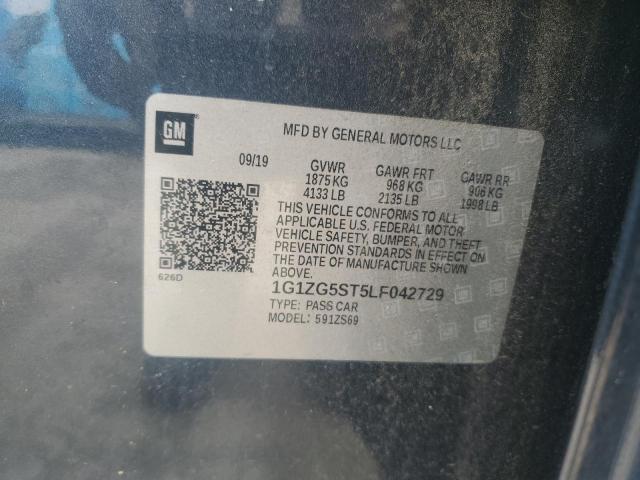 GM
MFD BY GENERAL MOTORS LLC
09/19 GVWR GAWR FRT GAWR RR
1875 KG 968 KG 906 KG
4133 LB 2135 LB 1998 LB
THIS VEHICLE CONFORMS TO ALL
APPLICABLE U.S. FEDERAL MOTOR
VEHICLE SAFETY, BUMPER, AND THEFT
PREVENTION STANDARDS IN EFFECT ON
THE DATE OF MANUFACTURE SHOWN
ABOVE.
626D
1G1ZG5ST5LF042729
TYPE: PASS CAR
MODEL: 591ZS69